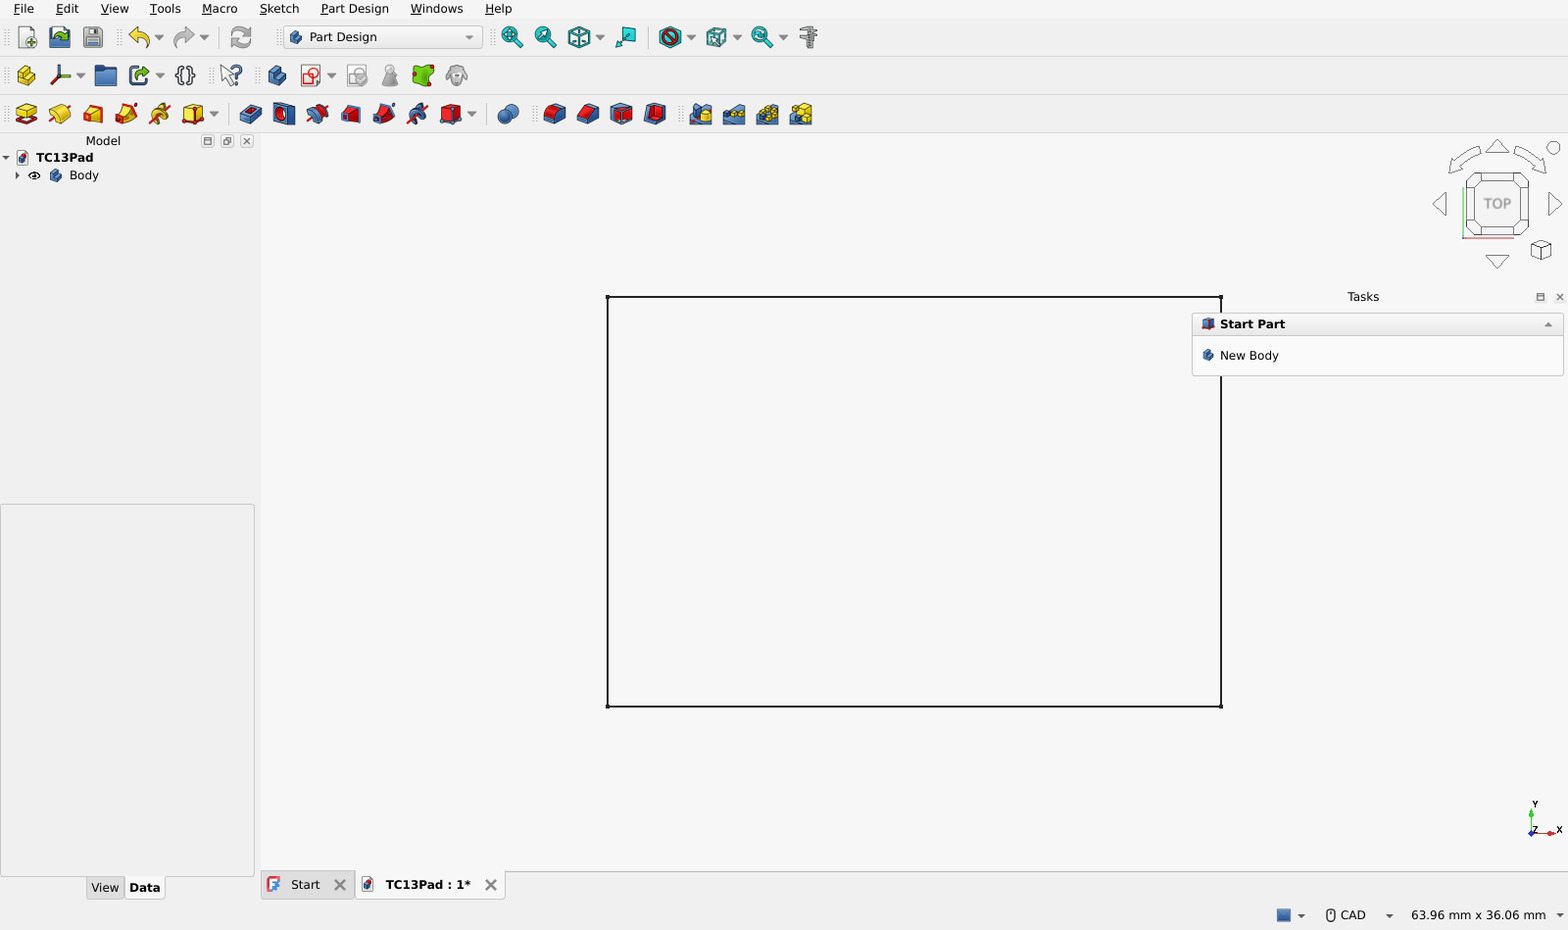 File Edit View Tools Macro Sketch Part Design Windows Help
Part Design
Model
TC13Pad
Body
TOP
Tasks
Start Part
New Body
Y
Z X
View Data
Start TC13Pad : 1*
CAD 63.96 mm x 36.06 mm